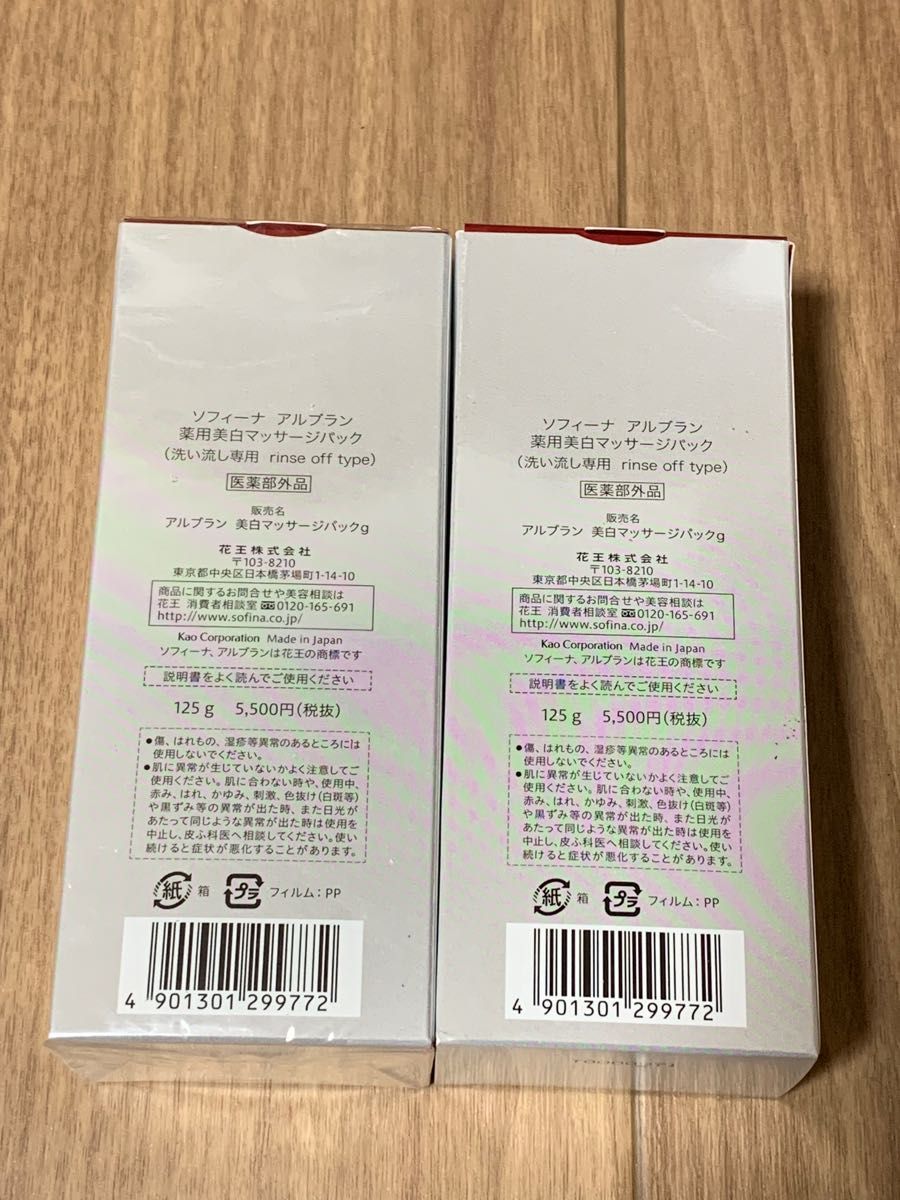 ソフィーナ アルブラン
薬用美白マッサージパック
(洗い流し専用 rinse off type)
医薬部外品
販売名
アルブラン 美白マッサージパックg
花王株式会社
〒103-8210
東京都中央区日本橋茅場町1-14-10
商品に関するお問合せや美容相談は
花王 消費者相談室 0120-165-691
http://www.sofina.co.jp/
Kao Corporation Made in Japan
ソフィーナ、アルブランは花王の商標です
説明書をよく読んでご使用ください
125g 5,500円(税抜)
●傷、はれもの、湿疹等異常のあるところには
使用しないでください。
●肌に異常が生じていないかよく注意してご
使用ください。肌に合わない時や、使用中、
赤み、はれ、かゆみ、刺激、色抜け(白斑等)
や黒ずみ等の異常が出た時、また日光が
あたって同じような異常が出た時は使用を
中止し、皮ふ科医へ相談してください。使い
続けると症状が悪化することがあります。
紙 箱 プラ フィルム:PP
4 901301 299772
ソフィーナ アルブラン
薬用美白マッサージパック
(洗い流し専用 rinse off type)
医薬部外品
販売名
アルブラン 美白マッサージパックg
花王株式会社
〒103-8210
東京都中央区日本橋茅場町1-14-10
商品に関するお問合せや美容相談は
花王 消費者相談室 0120-165-691
http://www.sofina.co.jp/
Kao Corporation Made in Japan
ソフィーナ、アルブランは花王の商標です
説明書をよく読んでご使用ください
125g 5,500円(税抜)
●傷、はれもの、湿疹等異常のあるところには
使用しないでください。
●肌に異常が生じていないかよく注意してご
使用ください。肌に合わない時や、使用中、
赤み、はれ、かゆみ、刺激、色抜け(白斑等)
や黒ずみ等の異常が出た時、また日光が
あたって同じような異常が出た時は使用を
中止し、皮ふ科医へ相談してください。使い
続けると症状が悪化することがあります。
紙 箱 プラ フィルム:PP
4 901301 299772